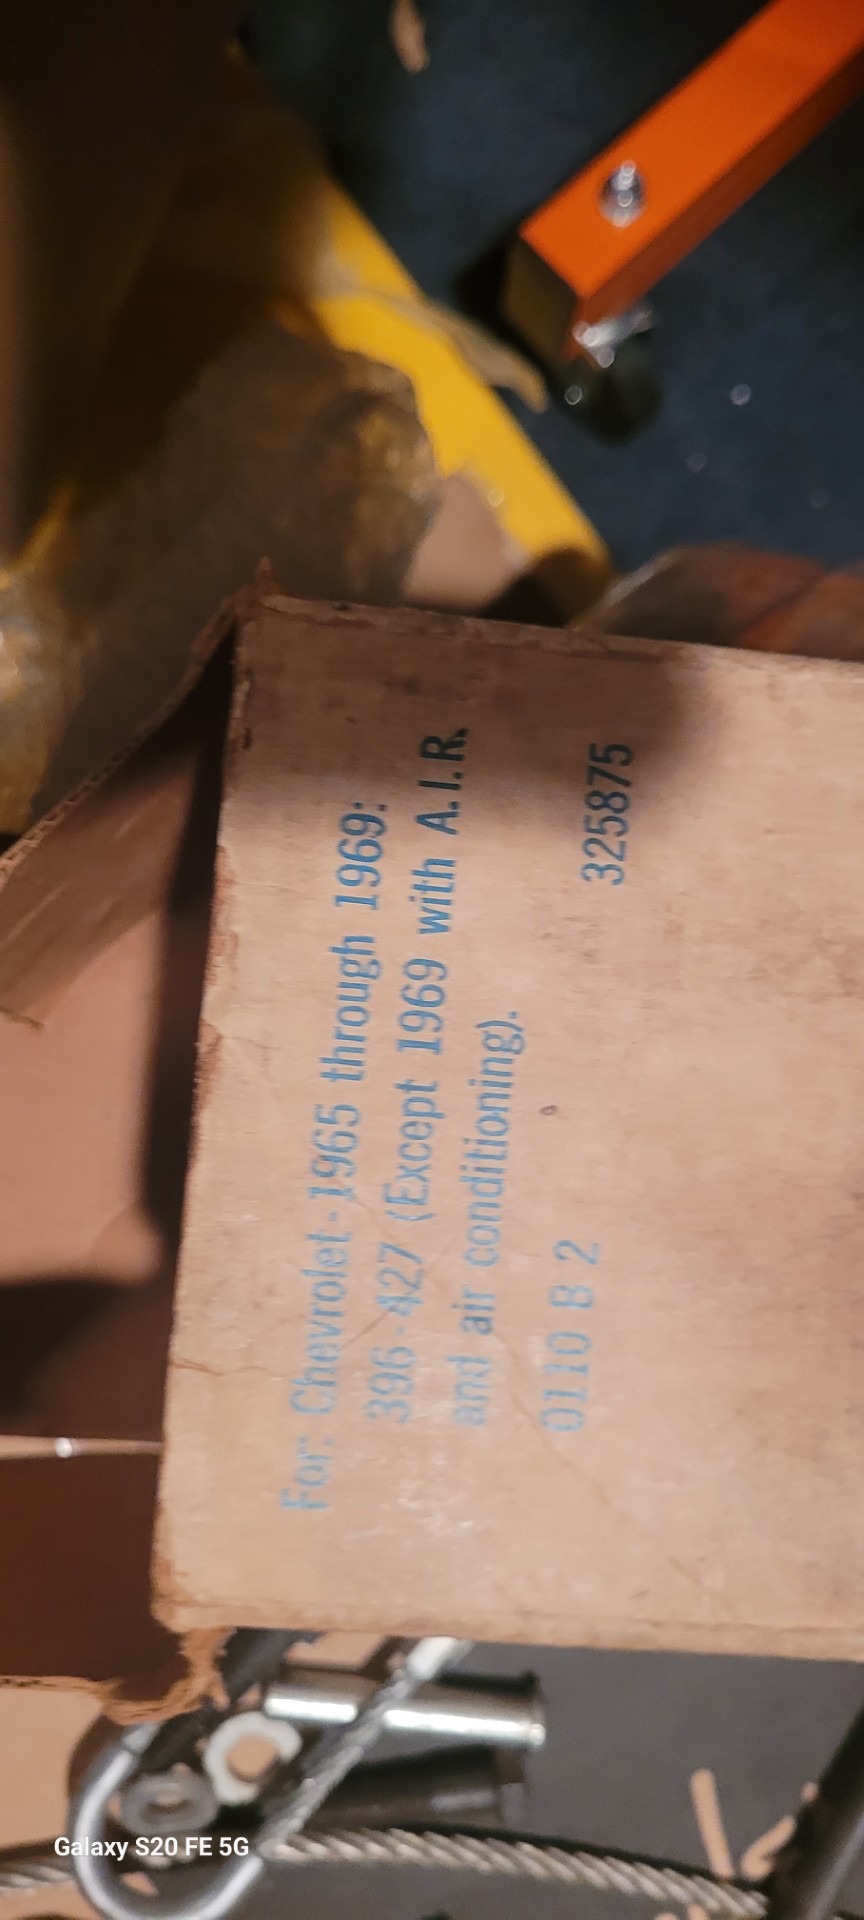 For: Chevrolet-1965 through 1969:
396-427 (Except 1969 with A.I.R.
and air conditioning).
0110 B 2 325875
Galaxy S20 FE 5G